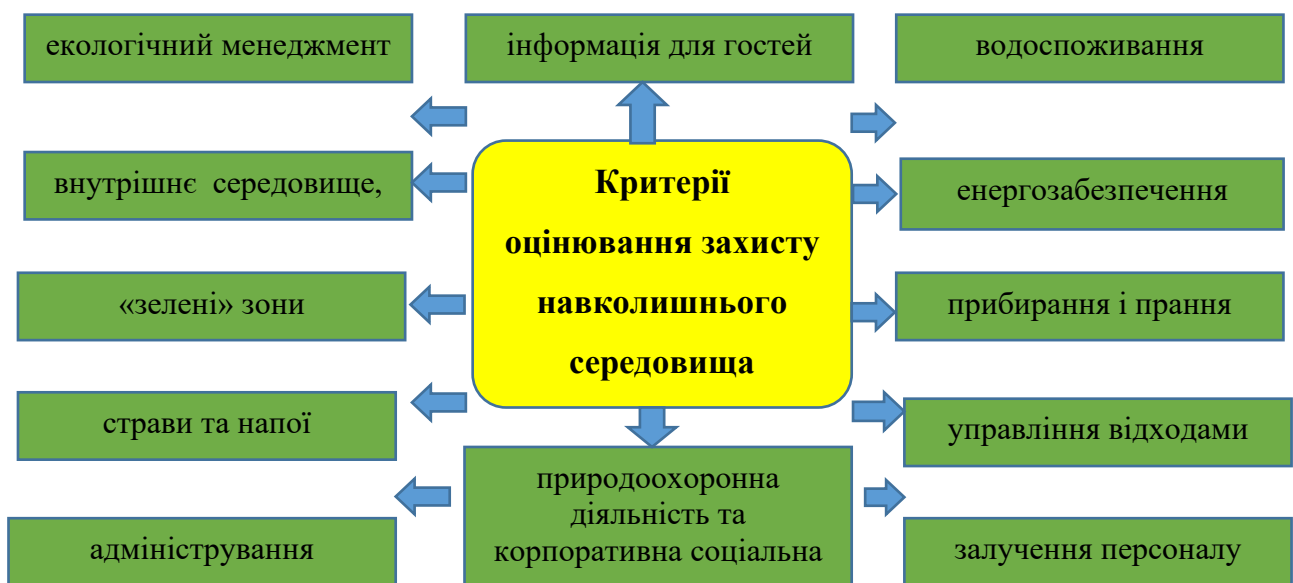 екологічний менеджмент
інформація для гостей
водоспоживання
внутрішнє середовище,
енергозабезпечення
Критерії
оцінювання захисту
навколишнього
середовища
«зелені» зони
прибирання і прання
страви та напої
управління відходами
природоохоронна
діяльність та
корпоративна соціальна
адміністрування
залучення персоналу